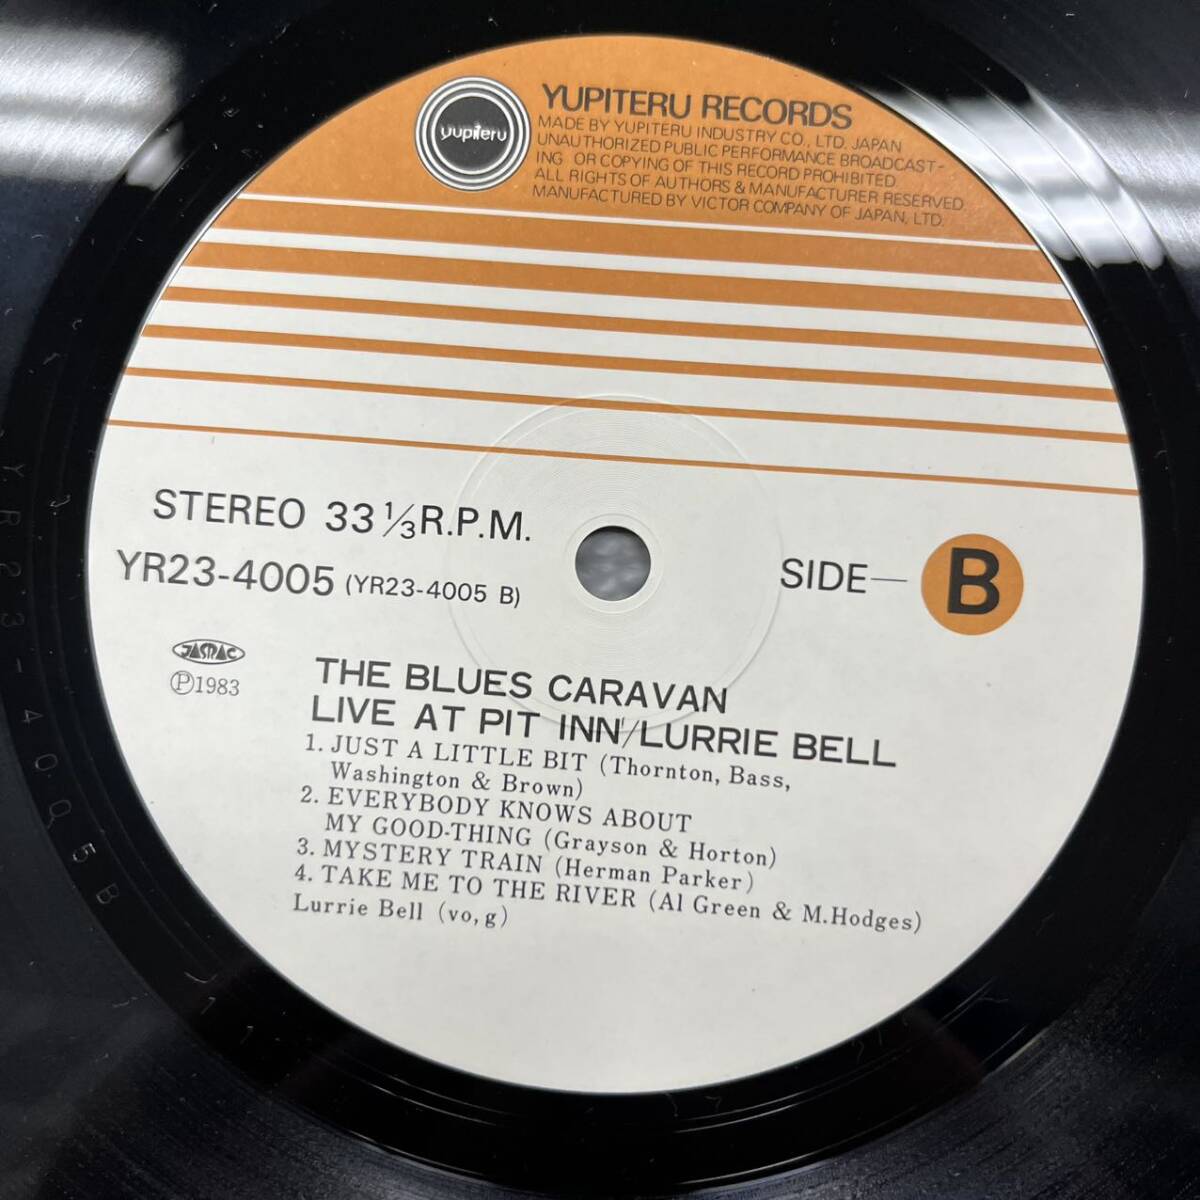 yupiteru
YUPITERU RECORDS
MADE BY YUPITERU INDUSTRY CO., LTD. JAPAN
UNAUTHORIZED PUBLIC PERFORMANCE BROADCAST-
ING OR COPYING OF THIS RECORD PROHIBITED
ALL RIGHTS OF AUTHORS & MANUFACTURER RESERVED
MANUFACTURED BY VICTOR COMPANY OF JAPAN, LTD.
STEREO 33 1/3 R.P.M.
YR23-4005 (YR23-4005 B)
SIDE— B
JASRAC
Ⓟ1983
THE BLUES CARAVAN
LIVE AT PIT INN/LURRIE BELL
1. JUST A LITTLE BIT (Thornton, Bass,
Washington & Brown)
2. EVERYBODY KNOWS ABOUT
MY GOOD-THING (Grayson & Horton)
3. MYSTERY TRAIN (Herman Parker)
4. TAKE ME TO THE RIVER (Al Green & M.Hodges)
Lurrie Bell (vo, g)
YR23-4005B